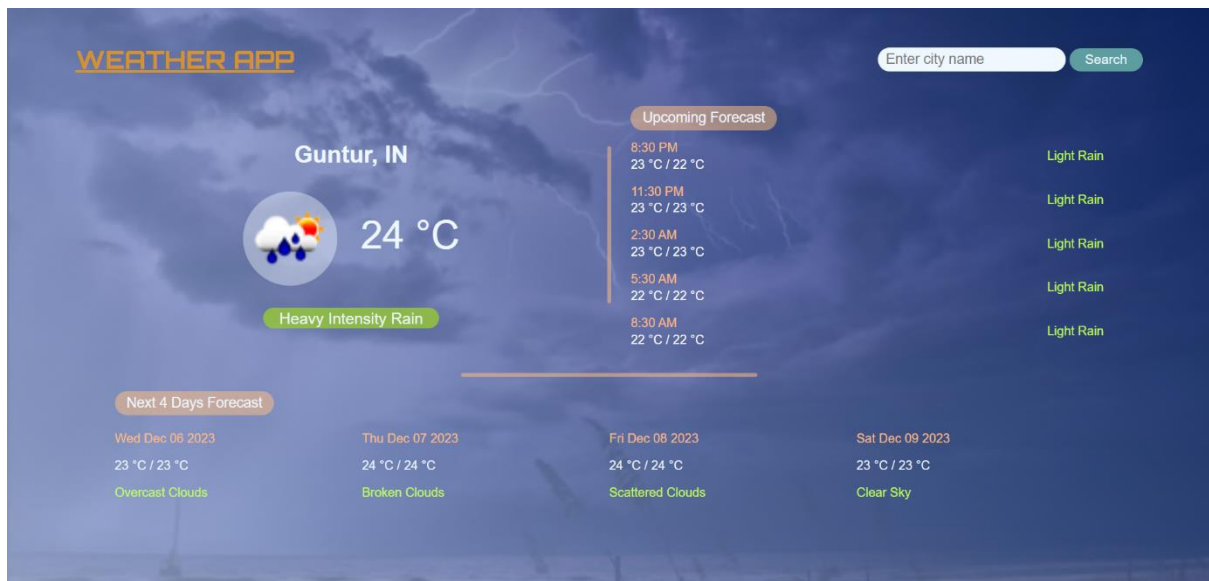 WEATHER APP
Enter city name
Search
Guntur, IN
24 °C
Heavy Intensity Rain
Upcoming Forecast
8:30 PM
23 °C / 22 °C
Light Rain
11:30 PM
23 °C / 23 °C
Light Rain
2:30 AM
23 °C / 23 °C
Light Rain
5:30 AM
22 °C / 22 °C
Light Rain
8:30 AM
22 °C / 22 °C
Light Rain
Next 4 Days Forecast
Wed Dec 06 2023
23 °C / 23 °C
Overcast Clouds
Thu Dec 07 2023
24 °C / 24 °C
Broken Clouds
Fri Dec 08 2023
24 °C / 24 °C
Scattered Clouds
Sat Dec 09 2023
23 °C / 23 °C
Clear Sky